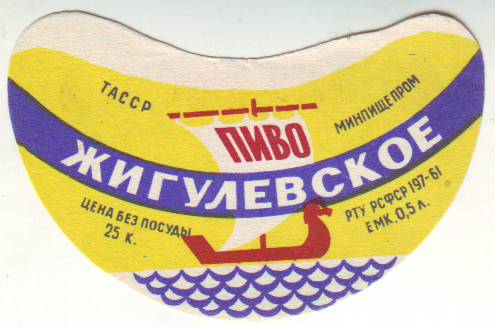 ТАССР
МИНПИЩЕПРОМ
ПИВО
ЖИГУЛЕВСКОЕ
ЦЕНА БЕЗ ПОСУДЫ
25 К.
РТУ РСФСР 197-61
ЕМК. 0,5 Л.